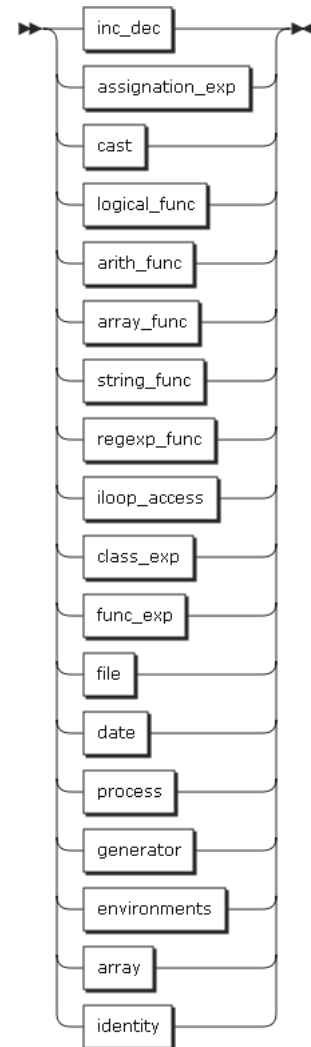 inc_dec
assignation_exp
cast
logical_func
arith_func
array_func
string_func
regexp_func
iloop_access
class_exp
func_exp
file
date
process
generator
environments
array
identity